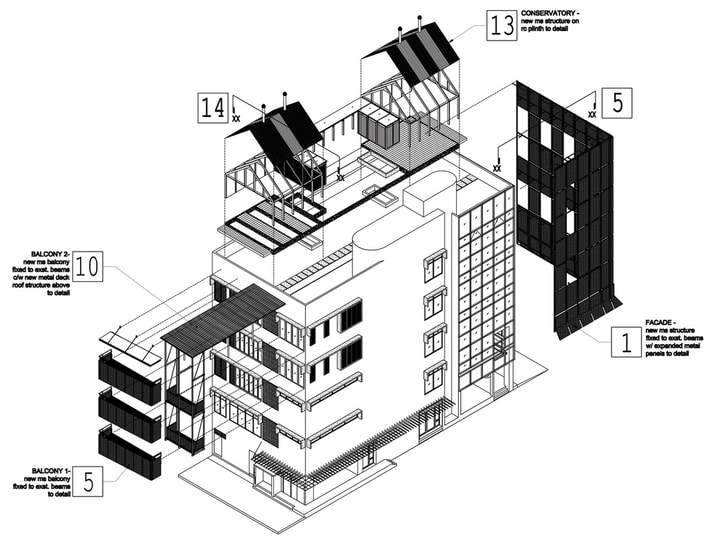 13
CONSERVATORY -
new ms structure on
rc plinth to detail
14
XX
XX
5
XX
XX
BALCONY 2-
new ms balcony
fixed to exst. beams
c/w new metal deck
roof structure above
to detail
10
1
FACADE -
new ms structure
fixed to exst. beams
w/ expanded metal
panels to detail
BALCONY 1-
new ms balcony
fixed to exst. beams
to detail
5